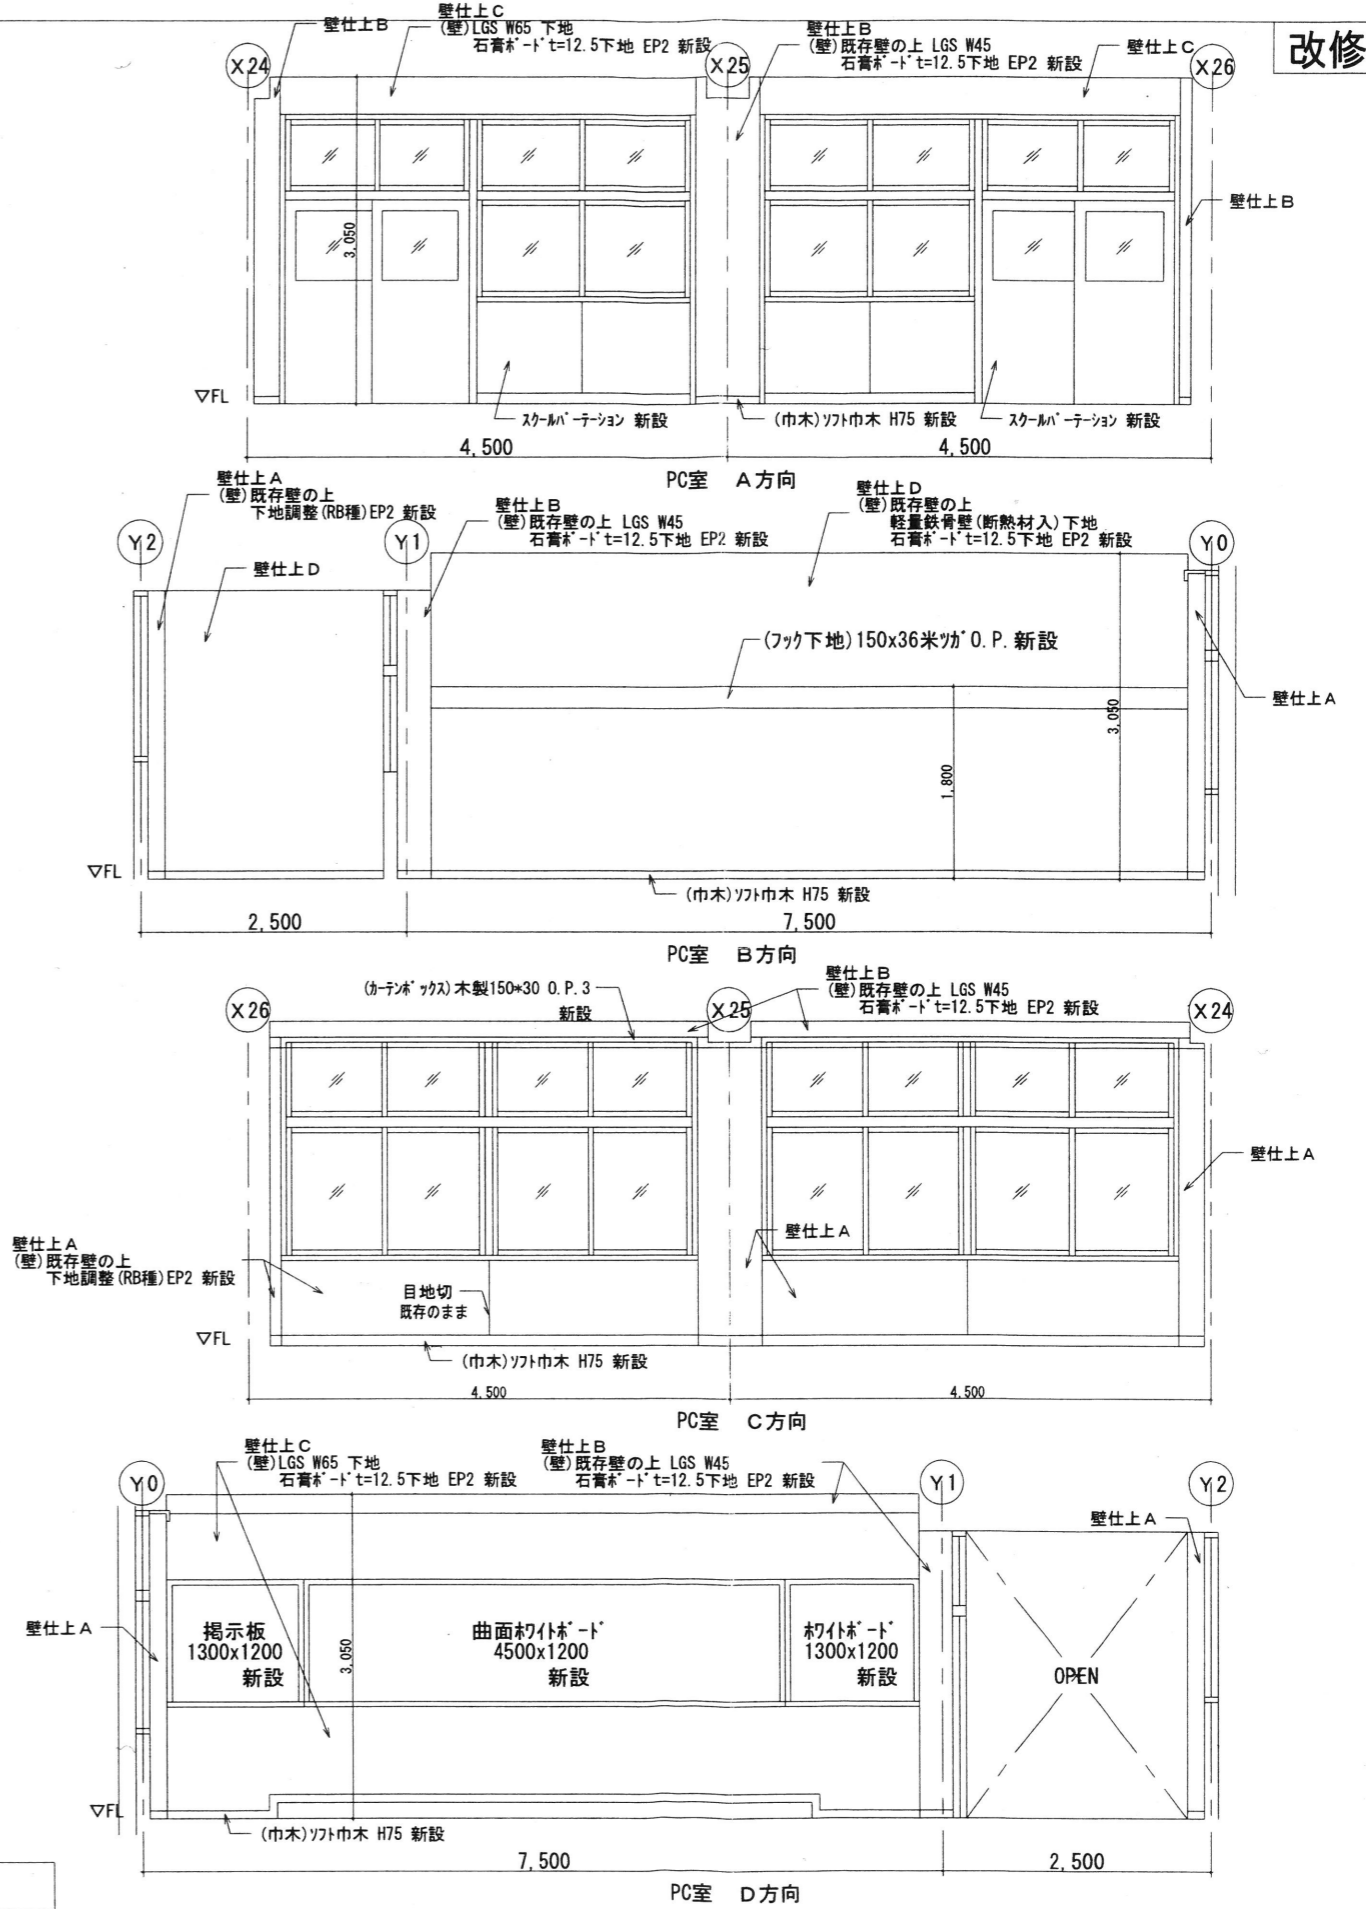 改修
壁仕上B
壁仕上C
(壁)LGS W65 下地
石膏ボードt=12.5下地 EP2 新設
壁仕上B
(壁)既存壁の上 LGS W45
石膏ボードt=12.5下地 EP2 新設
壁仕上C
X24
X25
X26
3,050
壁仕上B
▽FL
スクールパーテーション 新設
(巾木)ソフト巾木 H75 新設
スクールパーテーション 新設
4,500
4,500
PC室 A方向
壁仕上A
(壁)既存壁の上
下地調整(RB種)EP2 新設
壁仕上B
(壁)既存壁の上 LGS W45
石膏ボードt=12.5下地 EP2 新設
壁仕上D
(壁)既存壁の上
軽量鉄骨壁(断熱材入)下地
石膏ボードt=12.5下地 EP2 新設
Y2
Y1
Y0
壁仕上D
(フック下地)150x36米ツガO.P.新設
壁仕上A
3,050
1,800
▽FL
(巾木)ソフト巾木 H75 新設
2,500
7,500
PC室 B方向
(カーテンボックス)木製150*30 O.P.3
新設
壁仕上B
(壁)既存壁の上 LGS W45
石膏ボードt=12.5下地 EP2 新設
X26
X25
X24
壁仕上A
壁仕上A
壁仕上A
(壁)既存壁の上
下地調整(RB種)EP2 新設
目地切
既存のまま
▽FL
(巾木)ソフト巾木 H75 新設
4,500
4,500
PC室 C方向
壁仕上C
(壁)LGS W65 下地
石膏ボードt=12.5下地 EP2 新設
壁仕上B
(壁)既存壁の上 LGS W45
石膏ボードt=12.5下地 EP2 新設
Y0
Y1
Y2
壁仕上A
壁仕上A
掲示板
1300x1200
新設
3,050
曲面ホワイトボード
4500x1200
新設
ホワイトボード
1300x1200
新設
OPEN
▽FL
(巾木)ソフト巾木 H75 新設
7,500
2,500
PC室 D方向